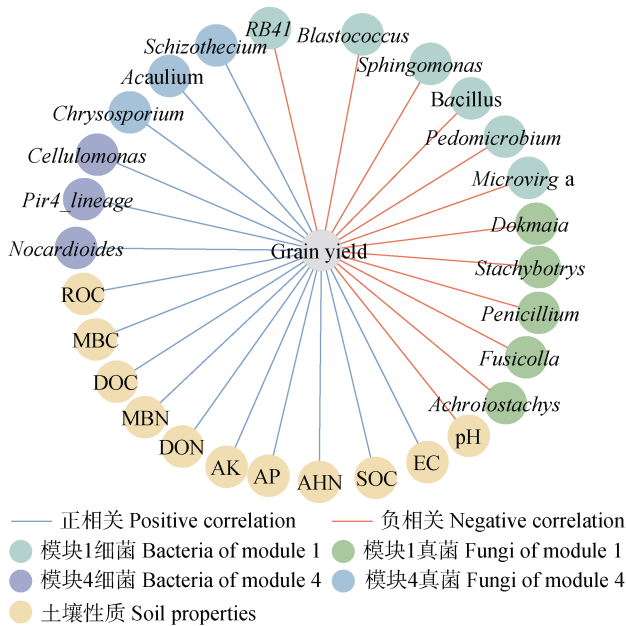 RB41
Blastococcus
Schizothecium
Sphingomonas
Acaulium
Bacillus
Chrysosporium
Pedomicrobium
Cellulomonas
Microvirg a
Pir4_lineage
Dokmaia
Nocardioides
Grain yield
Stachybotrys
ROC
Penicillium
MBC
Fusicolla
DOC
Achroiostachys
MBN
pH
DON
EC
AK
AP
AHN
SOC
正相关 Positive correlation
负相关 Negative correlation
模块1细菌 Bacteria of module 1
模块1真菌 Fungi of module 1
模块4细菌 Bacteria of module 4
模块4真菌 Fungi of module 4
土壤性质 Soil properties